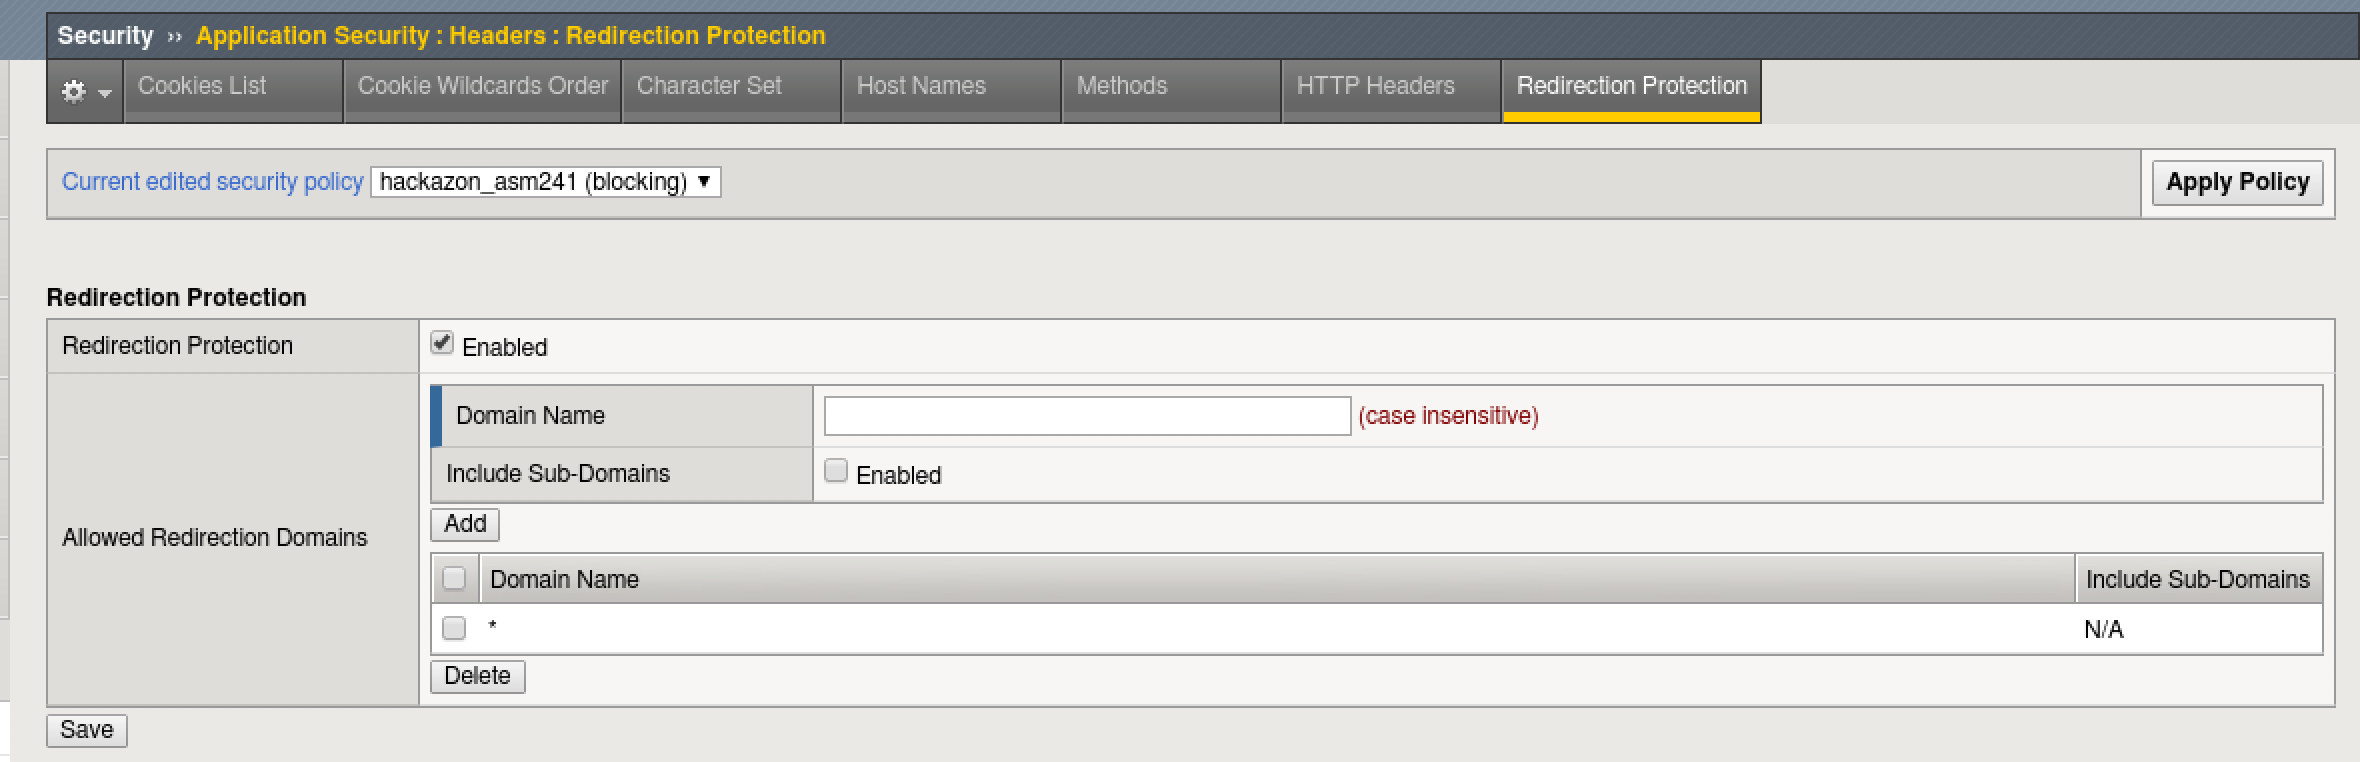 Security ›› Application Security : Headers : Redirection Protection
Cookies List Cookie Wildcards Order Character Set Host Names Methods HTTP Headers Redirection Protection
Current edited security policy hackazon_asm241 (blocking) ▼ Apply Policy
Redirection Protection
Redirection Protection Enabled
Domain Name (case insensitive)
Include Sub-Domains Enabled
Add
Allowed Redirection Domains
Domain Name Include Sub-Domains
* N/A
Delete
Save